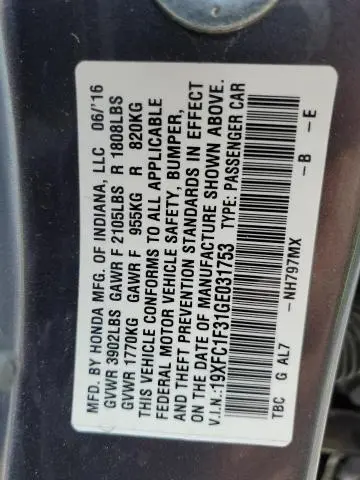 MFD. BY HONDA MFG. OF INDIANA, LLC 06/'16
GVWR 3902LBS GAWR F 2105LBS R 1808LBS
GVWR 1770KG GAWR F 955KG R 820KG
THIS VEHICLE CONFORMS TO ALL APPLICABLE
FEDERAL MOTOR VEHICLE SAFETY, BUMPER,
AND THEFT PREVENTION STANDARDS IN EFFECT
ON THE DATE OF MANUFACTURE SHOWN ABOVE.
V.I.N.:19XFC1F31GE031753 TYPE: PASSENGER CAR
-NH797MX -B -E
TBC G AL7